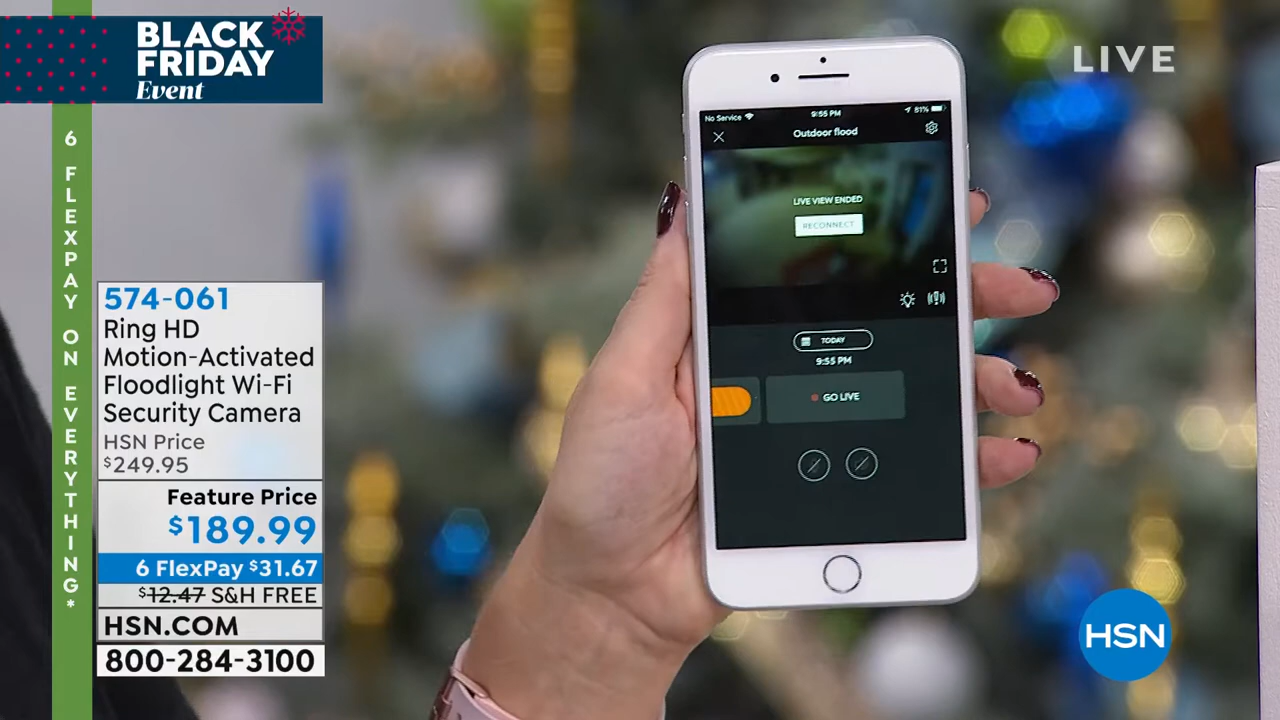 BLACK
FRIDAY
Event
LIVE
6 FLEXPAY ON EVERYTHING*
574-061
Ring HD
Motion-Activated
Floodlight Wi-Fi
Security Camera
HSN Price
$249.95
Feature Price
$189.99
6 FlexPay $31.67
$12.47 S&H FREE
HSN.COM
800-284-3100
No Service
9:55 PM
81%
Outdoor flood
LIVE VIEW ENDED
RECONNECT
TODAY
9:55 PM
GO LIVE
HSN